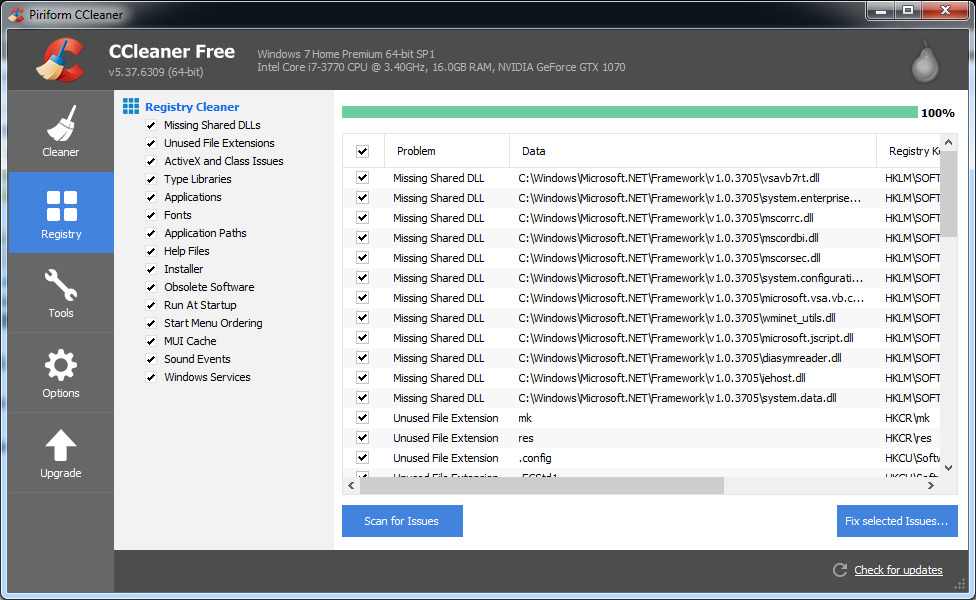 Piriform CCleaner
CCleaner Free
v5.37.6309 (64-bit)
Windows 7 Home Premium 64-bit SP1
Intel Core i7-3770 CPU @ 3.40GHz, 16.0GB RAM, NVIDIA GeForce GTX 1070
Cleaner
Registry
Tools
Options
Upgrade
Registry Cleaner
Missing Shared DLLs
Unused File Extensions
ActiveX and Class Issues
Type Libraries
Applications
Fonts
Application Paths
Help Files
Installer
Obsolete Software
Run At Startup
Start Menu Ordering
MUI Cache
Sound Events
Windows Services
100%
Problem Data Registry Ke
Missing Shared DLL C:\Windows\Microsoft.NET\Framework\v1.0.3705\vsavb7rt.dll HKLM\SOFT
Missing Shared DLL C:\Windows\Microsoft.NET\Framework\v1.0.3705\system.enterprise... HKLM\SOFT
Missing Shared DLL C:\Windows\Microsoft.NET\Framework\v1.0.3705\mscorrc.dll HKLM\SOFT
Missing Shared DLL C:\Windows\Microsoft.NET\Framework\v1.0.3705\mscordbi.dll HKLM\SOFT
Missing Shared DLL C:\Windows\Microsoft.NET\Framework\v1.0.3705\mscorsec.dll HKLM\SOFT
Missing Shared DLL C:\Windows\Microsoft.NET\Framework\v1.0.3705\system.configurati... HKLM\SOFT
Missing Shared DLL C:\Windows\Microsoft.NET\Framework\v1.0.3705\microsoft.vsa.vb.c... HKLM\SOFT
Missing Shared DLL C:\Windows\Microsoft.NET\Framework\v1.0.3705\wminet_utils.dll HKLM\SOFT
Missing Shared DLL C:\Windows\Microsoft.NET\Framework\v1.0.3705\microsoft.jscript.dll HKLM\SOFT
Missing Shared DLL C:\Windows\Microsoft.NET\Framework\v1.0.3705\diasymreader.dll HKLM\SOFT
Missing Shared DLL C:\Windows\Microsoft.NET\Framework\v1.0.3705\iehost.dll HKLM\SOFT
Missing Shared DLL C:\Windows\Microsoft.NET\Framework\v1.0.3705\system.data.dll HKLM\SOFT
Unused File Extension mk HKCR\mk
Unused File Extension res HKCR\res
Unused File Extension .config HKCU\Softw
Unused File Extension
Scan for Issues
Fix selected Issues...
Check for updates